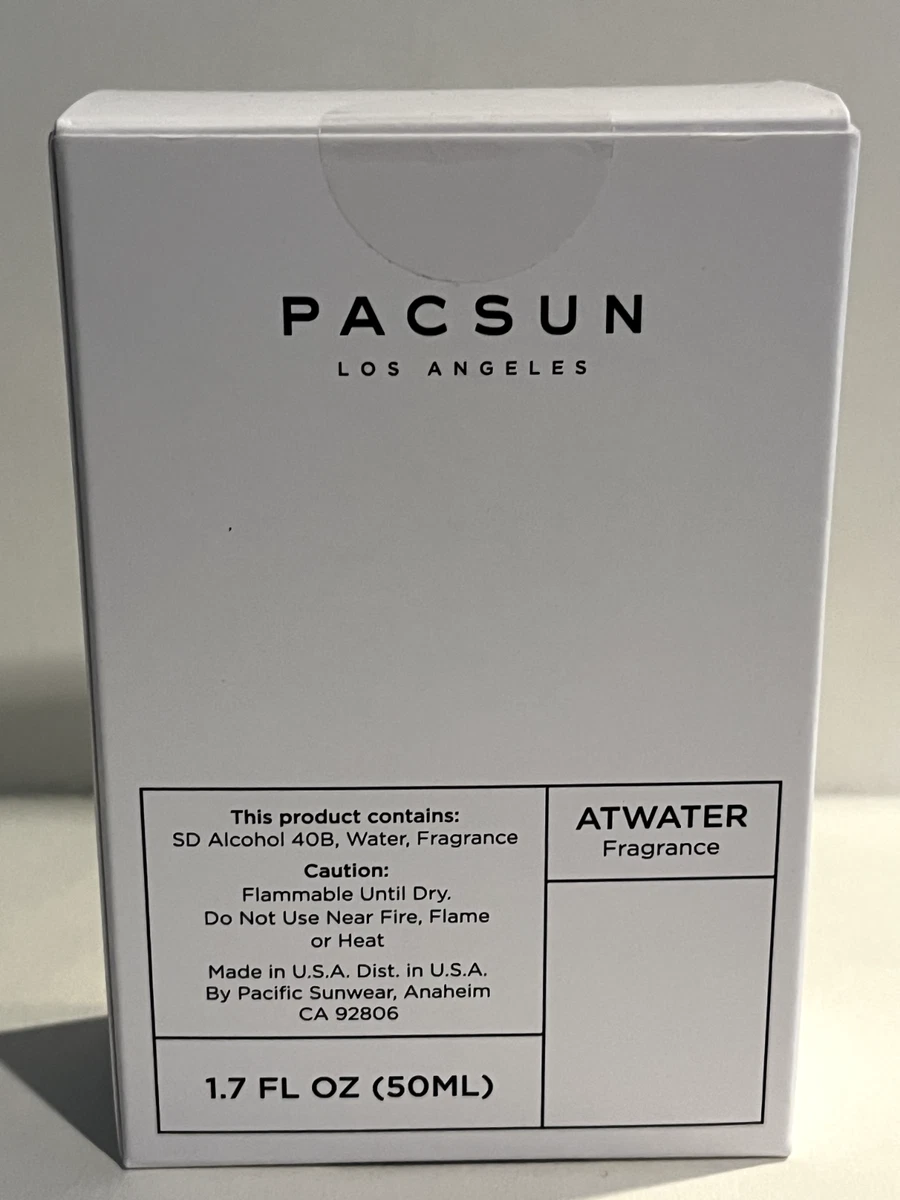 PACSUN
LOS ANGELES
This product contains:
SD Alcohol 40B, Water, Fragrance
Caution:
Flammable Until Dry.
Do Not Use Near Fire, Flame
or Heat
Made in U.S.A. Dist. in U.S.A.
By Pacific Sunwear, Anaheim
CA 92806
1.7 FL OZ (50ML)
ATWATER
Fragrance